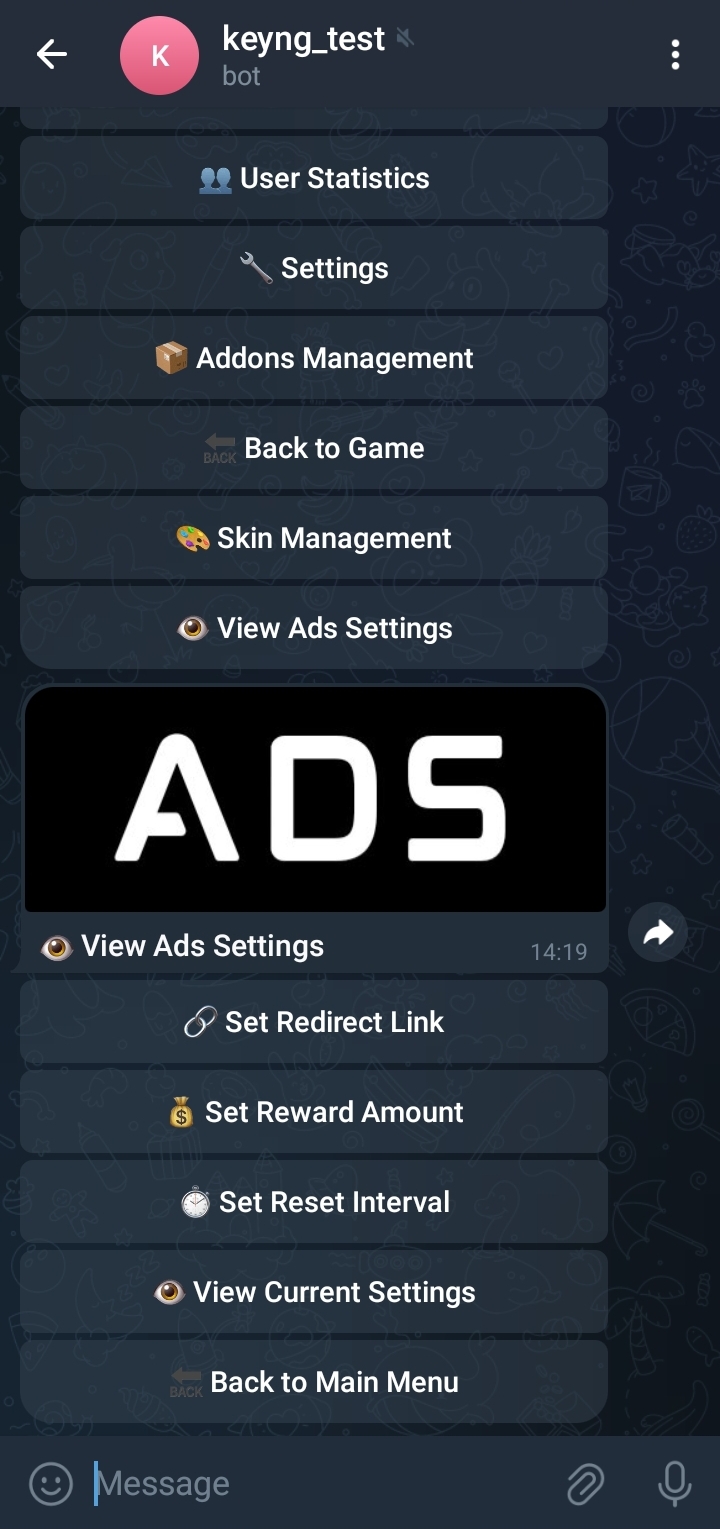 K
keyng_test
bot
User Statistics
Settings
Addons Management
BACK Back to Game
Skin Management
View Ads Settings
ADS
View Ads Settings
14:19
Set Redirect Link
Set Reward Amount
Set Reset Interval
View Current Settings
BACK Back to Main Menu
Message